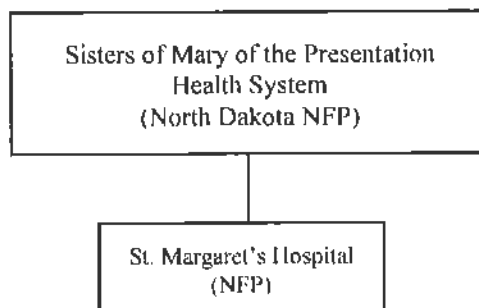 Sisters of Mary of the Presentation
Health System
(North Dakota NFP)
St. Margaret's Hospital
(NFP)